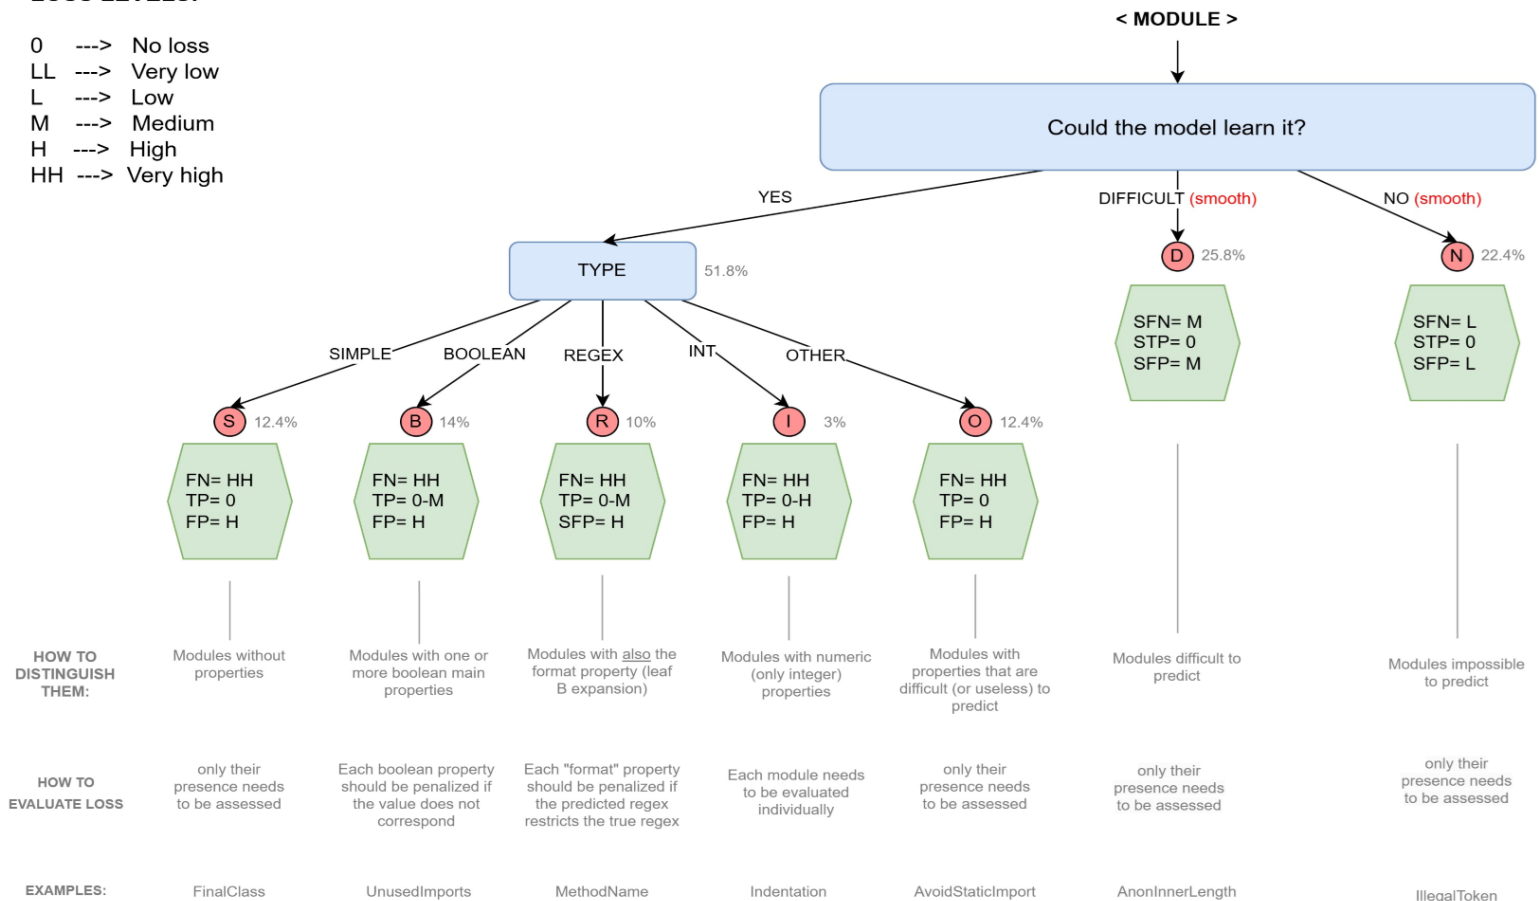 LOSS LEVELS:
0 ---> No loss
LL ---> Very low
L ---> Low
M ---> Medium
H ---> High
HH ---> Very high
< MODULE >
Could the model learn it?
YES
DIFFICULT (smooth)
NO (smooth)
TYPE
51.8%
D
25.8%
N
22.4%
SFN= M
STP= 0
SFP= M
SFN= L
STP= 0
SFP= L
SIMPLE
BOOLEAN
REGEX
INT
OTHER
S
12.4%
B
14%
R
10%
I
3%
O
12.4%
FN= HH
TP= 0
FP= H
FN= HH
TP= 0-M
FP= H
FN= HH
TP= 0-M
SFP= H
FN= HH
TP= 0-H
FP= H
FN= HH
TP= 0
FP= H
HOW TO
DISTINGUISH
THEM:
Modules without
properties
Modules with one or
more boolean main
properties
Modules with also the
format property (leaf
B expansion)
Modules with numeric
(only integer)
properties
Modules with
properties that are
difficult (or useless) to
predict
Modules difficult to
predict
Modules impossible
to predict
HOW TO
EVALUATE LOSS
only their
presence needs
to be assessed
Each boolean property
should be penalized if
the value does not
correspond
Each "format" property
should be penalized if
the predicted regex
restricts the true regex
Each module needs
to be evaluated
individually
only their
presence needs
to be assessed
only their
presence needs
to be assessed
only their
presence needs
to be assessed
EXAMPLES:
FinalClass
UnusedImports
MethodName
Indentation
AvoidStaticImport
AnonInnerLength
IllegalToken